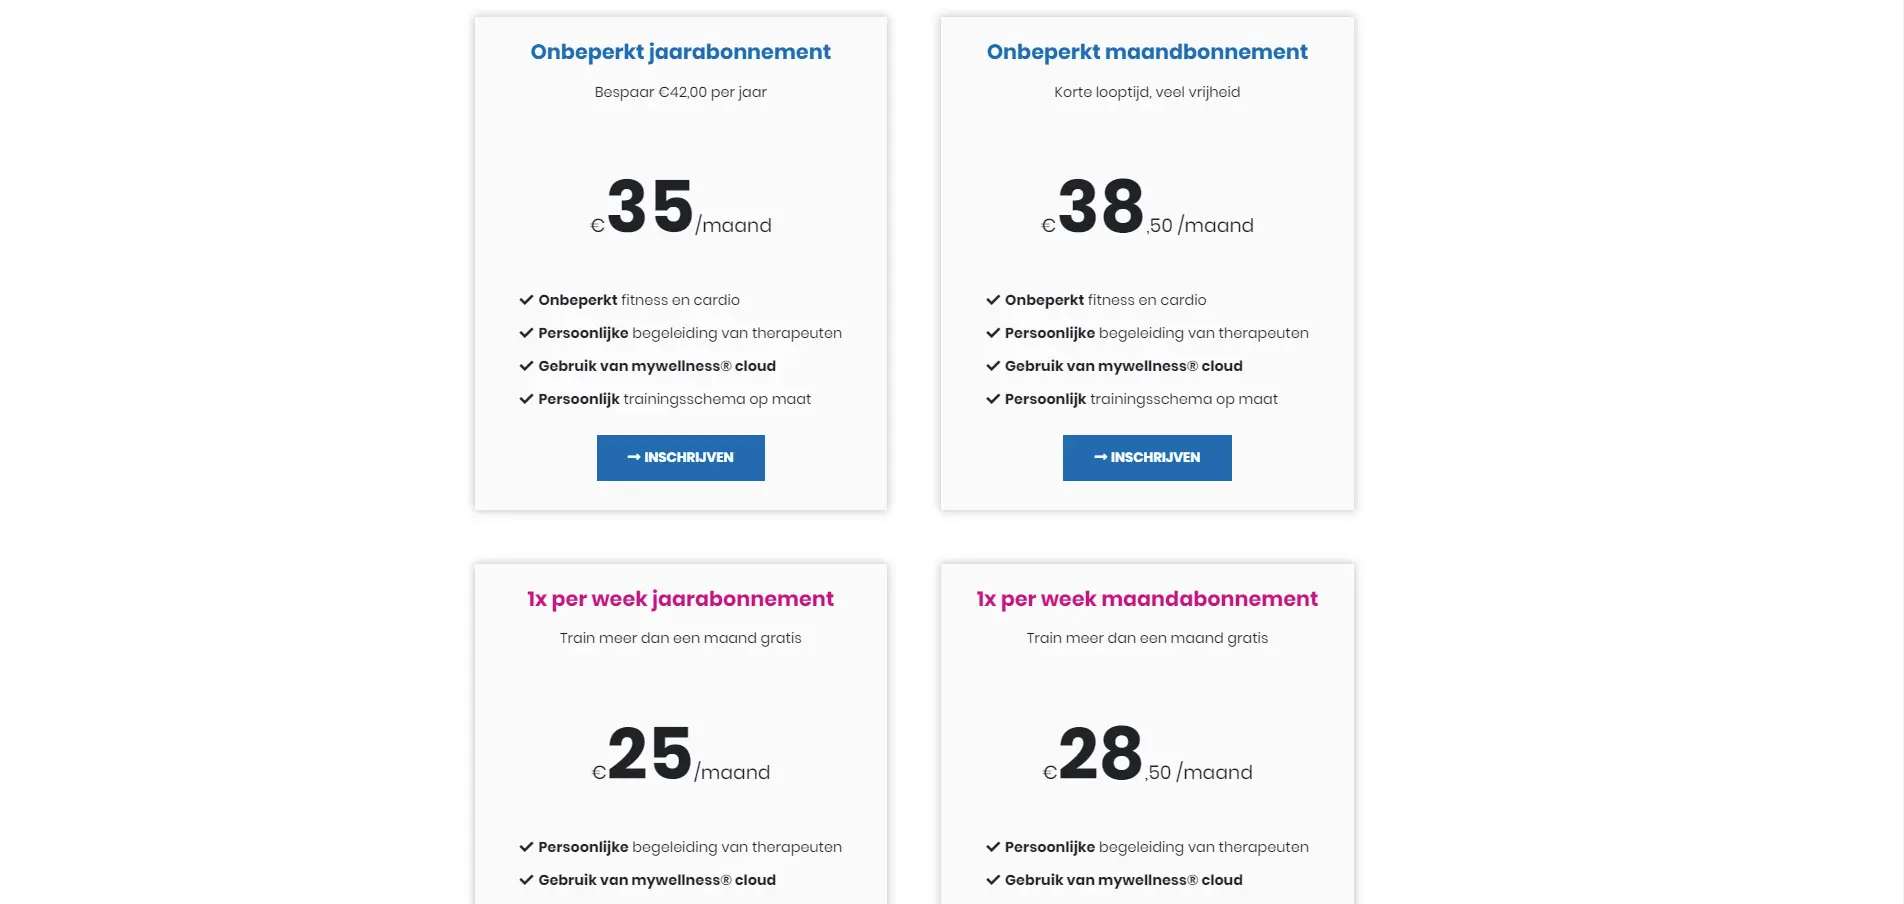 Onbeperkt jaarabonnement
Bespaar €42,00 per jaar
€35/maand
Onbeperkt fitness en cardio
Persoonlijke begeleiding van therapeuten
Gebruik van mywellness® cloud
Persoonlijk trainingsschema op maat
→ INSCHRIJVEN
Onbeperkt maandbonnement
Korte looptijd, veel vrijheid
€38,50 /maand
Onbeperkt fitness en cardio
Persoonlijke begeleiding van therapeuten
Gebruik van mywellness® cloud
Persoonlijk trainingsschema op maat
→ INSCHRIJVEN
1x per week jaarabonnement
Train meer dan een maand gratis
€25/maand
Persoonlijke begeleiding van therapeuten
Gebruik van mywellness® cloud
1x per week maandabonnement
Train meer dan een maand gratis
€28,50 /maand
Persoonlijke begeleiding van therapeuten
Gebruik van mywellness® cloud